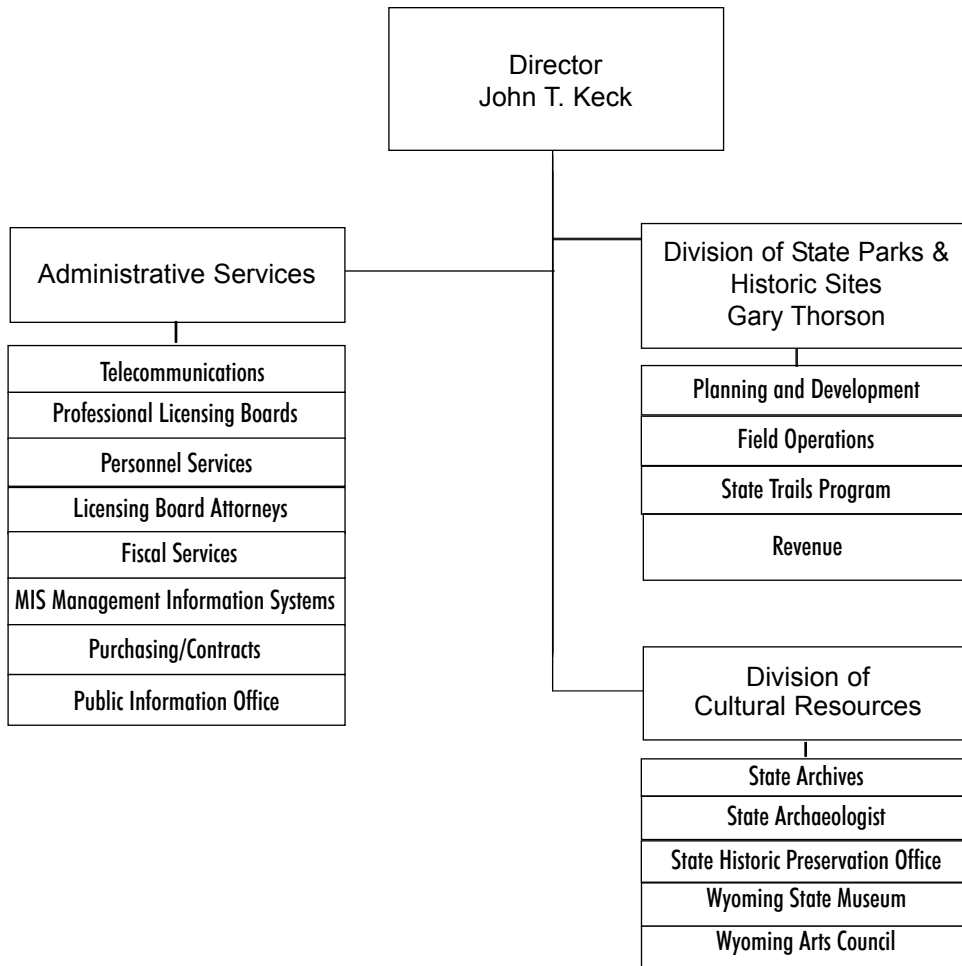 Director
John T. Keck
Administrative Services
Telecommunications
Professional Licensing Boards
Personnel Services
Licensing Board Attorneys
Fiscal Services
MIS Management Information Systems
Purchasing/Contracts
Public Information Office
Division of State Parks &
Historic Sites
Gary Thorson
Planning and Development
Field Operations
State Trails Program
Revenue
Division of
Cultural Resources
State Archives
State Archaeologist
State Historic Preservation Office
Wyoming State Museum
Wyoming Arts Council